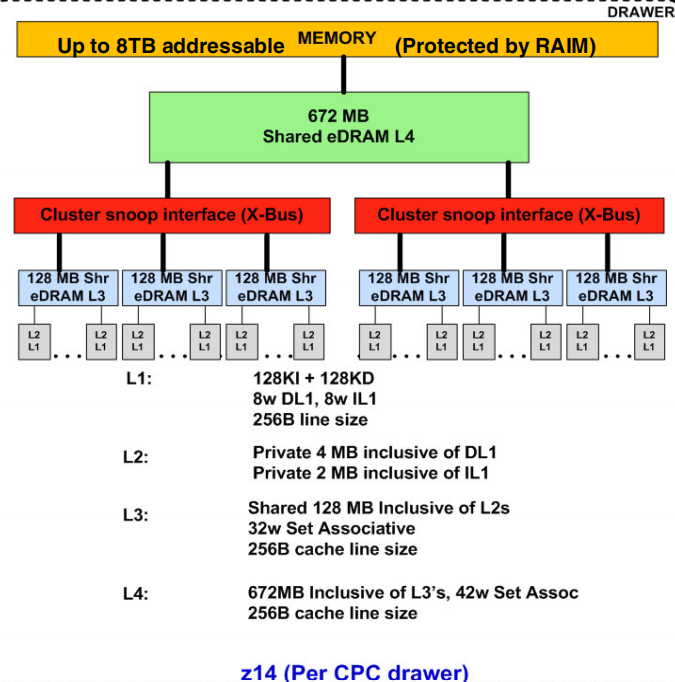 DRAWER
Up to 8TB addressable MEMORY (Protected by RAIM)
672 MB
Shared eDRAM L4
Cluster snoop interface (X-Bus)
Cluster snoop interface (X-Bus)
128 MB Shr
eDRAM L3
128 MB Shr
eDRAM L3
128 MB Shr
eDRAM L3
128 MB Shr
eDRAM L3
128 MB Shr
eDRAM L3
128 MB Shr
eDRAM L3
L2
L1
. . .
L2
L1
L2
L1
. . .
L2
L1
L2
L1
. . .
L2
L1
L2
L1
. . .
L2
L1
L2
L1
. . .
L2
L1
L2
L1
. . .
L2
L1
L1: 128KI + 128KD
8w DL1, 8w IL1
256B line size
L2: Private 4 MB inclusive of DL1
Private 2 MB inclusive of IL1
L3: Shared 128 MB Inclusive of L2s
32w Set Associative
256B cache line size
L4: 672MB Inclusive of L3's, 42w Set Assoc
256B cache line size
z14 (Per CPC drawer)